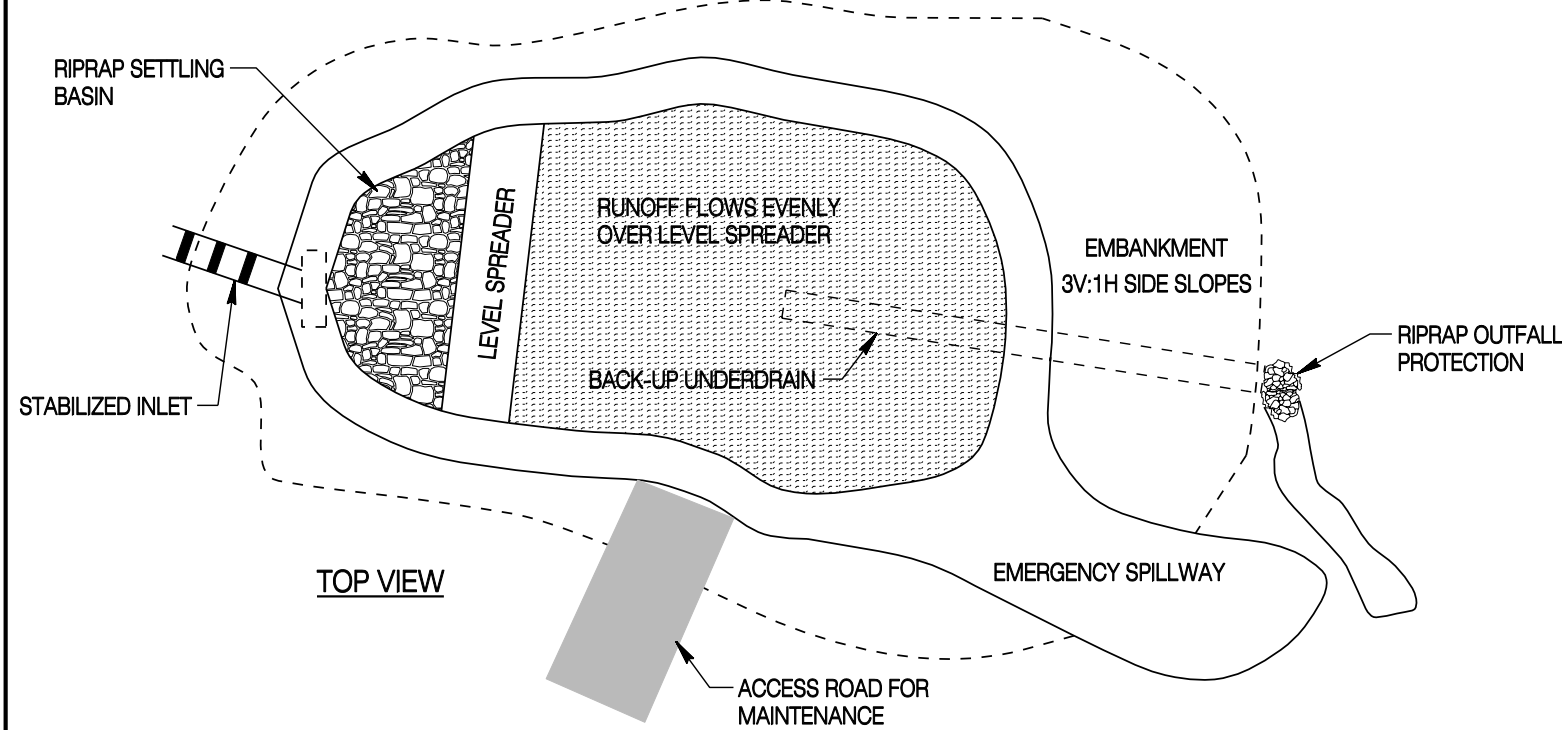 RIPRAP SETTLING
BASIN
LEVEL SPREADER
RUNOFF FLOWS EVENLY
OVER LEVEL SPREADER
EMBANKMENT
3V:1H SIDE SLOPES
RIPRAP OUTFALL
PROTECTION
BACK-UP UNDERDRAIN
STABILIZED INLET
TOP VIEW
EMERGENCY SPILLWAY
ACCESS ROAD FOR
MAINTENANCE